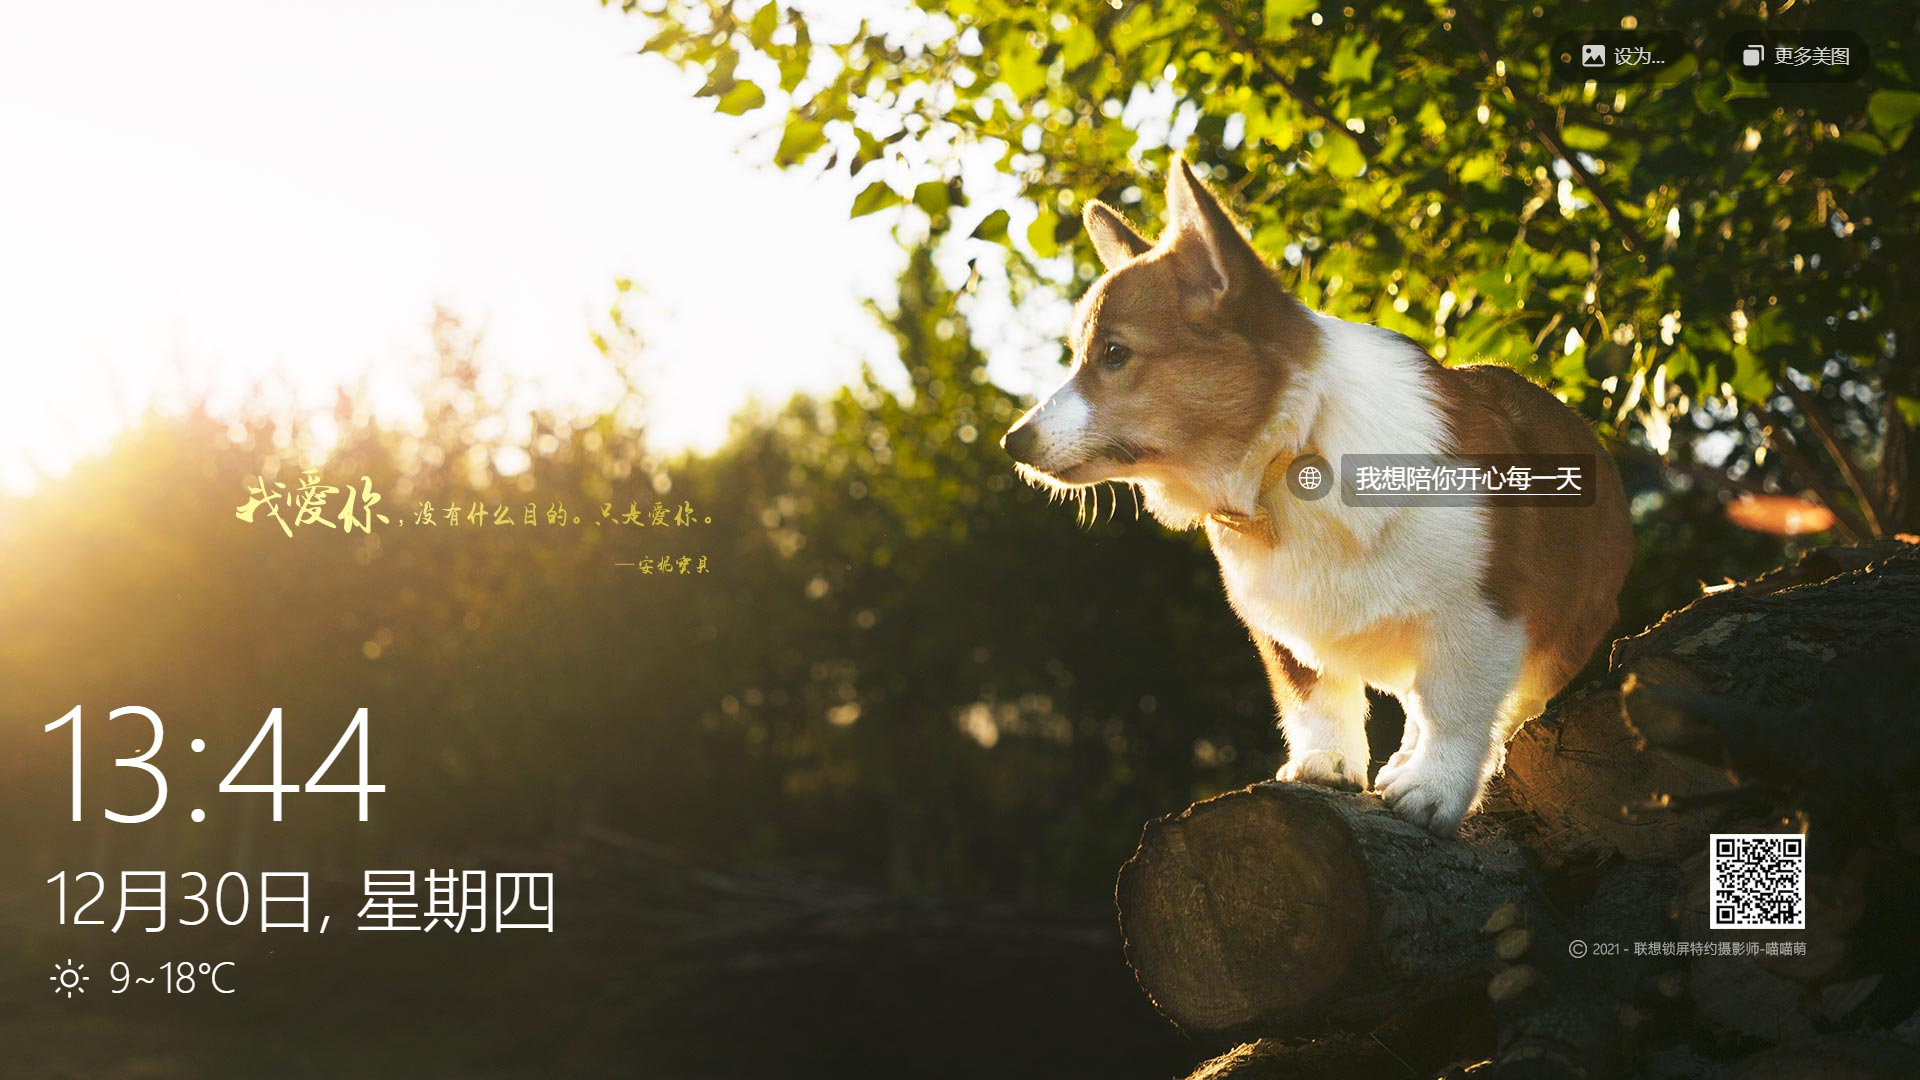 设为...
更多美图
我想陪你开心每一天
我爱你，没有什么目的。只是爱你。
—安妮宝贝
13:44
12月30日, 星期四
9~18℃
© 2021 - 联想锁屏特约摄影师-喵喵萌